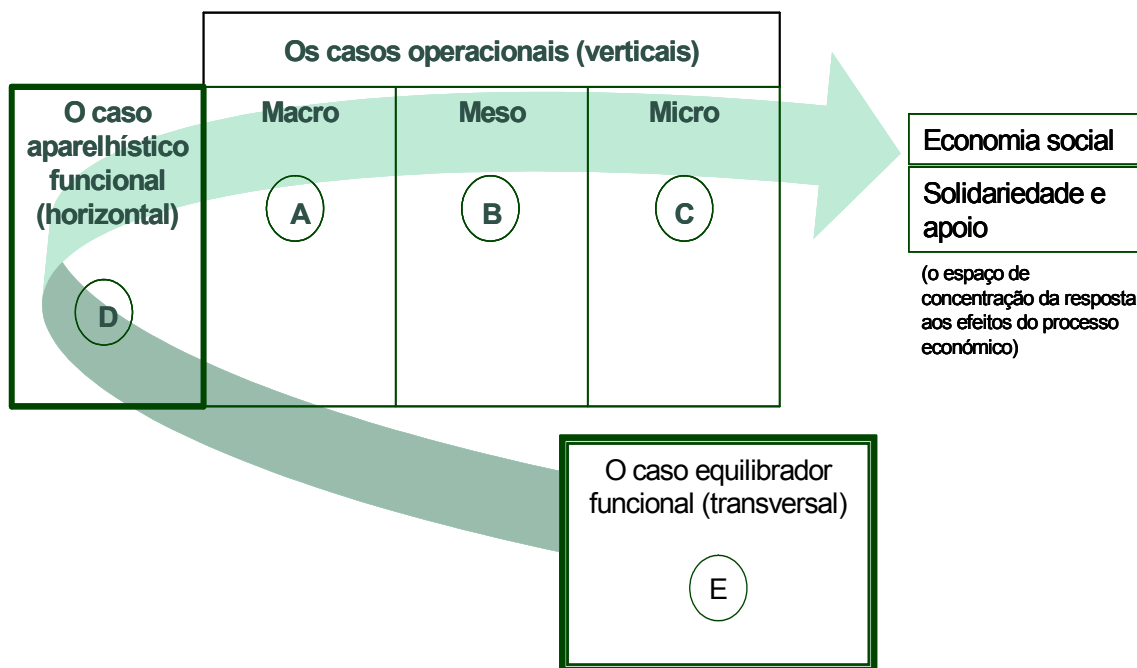 Os casos operacionais (verticais)
O caso
aparelhístico
funcional
(horizontal)
D
Macro
A
Meso
B
Micro
C
Economia social
Solidariedade e
apoio
(o espaço de
concentração da resposta
aos efeitos do processo
económico)
O caso equilibrador
funcional (transversal)
E